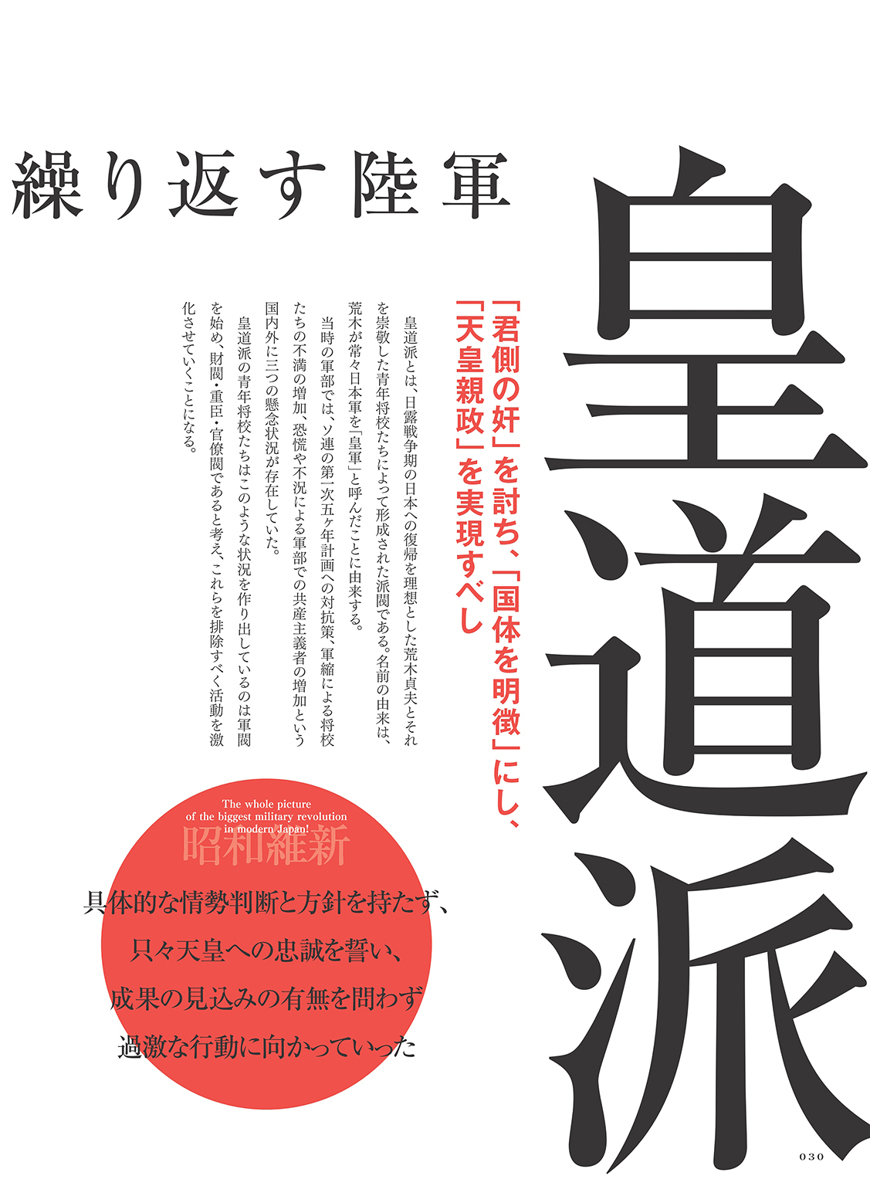 繰り返す陸軍
皇道派
「君側の奸」を討ち、「国体を明徴」にし、
「天皇親政」を実現すべし
皇道派とは、日露戦争期の日本への復帰を理想とした荒木貞夫とそれ
を崇敬した青年将校たちによって形成された派閥である。名前の由来は、
荒木が常々日本軍を「皇軍」と呼んだことに由来する。
当時の軍部では、ソ連の第一次五ヶ年計画への対抗策、軍縮による将校
たちの不満の増加、恐慌や不況による軍部での共産主義者の増加という
国内外に三つの懸念状況が存在していた。
皇道派の青年将校たちはこのような状況を作り出しているのは軍閥
を始め、財閥・重臣・官僚閥であると考え、これらを排除すべく活動を激
化させていくことになる。
The whole picture
of the biggest military revolution
in modern Japan!
昭和維新
具体的な情勢判断と方針を持たず、
只々天皇への忠誠を誓い、
成果の見込みの有無を問わず
過激な行動に向かっていった
030